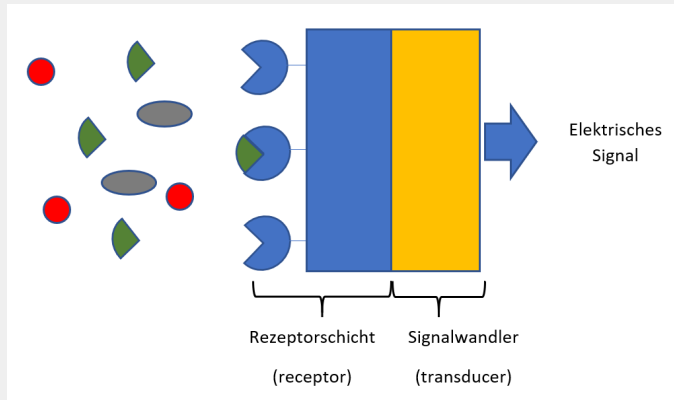 Elektrisches
Signal
Rezeptorschicht
(receptor)
Signalwandler
(transducer)